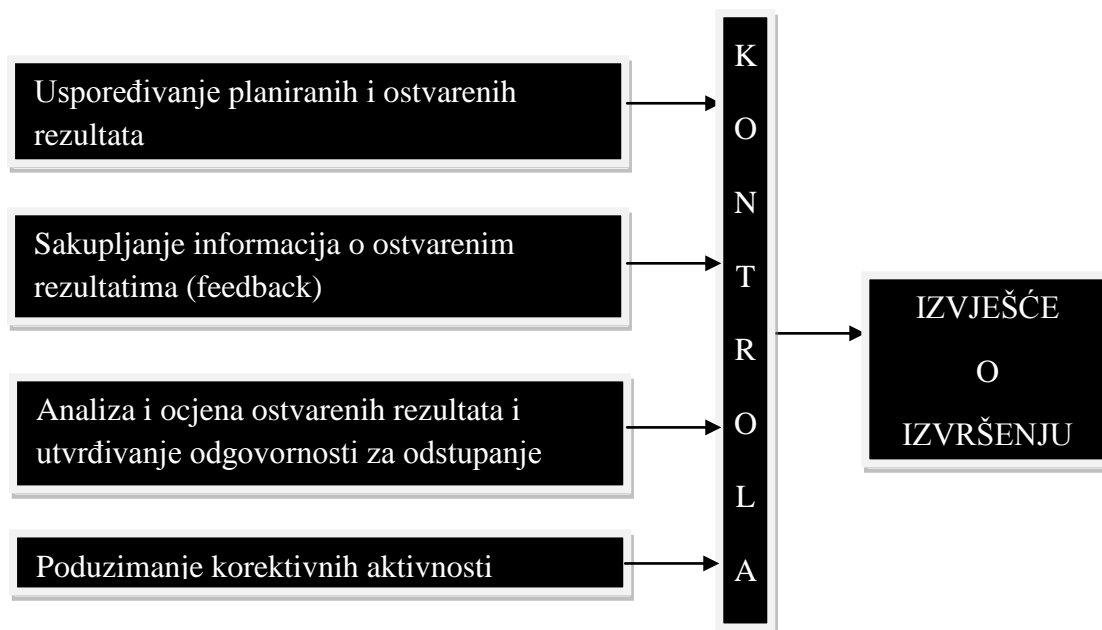 Uspoređivanje planiranih i ostvarenih
rezultata
Sakupljanje informacija o ostvarenim
rezultatima (feedback)
Analiza i ocjena ostvarenih rezultata i
utvrđivanje odgovornosti za odstupanje
Poduzimanje korektivnih aktivnosti
K
O
N
T
R
O
L
A
IZVJEŠĆE
O
IZVRŠENJU